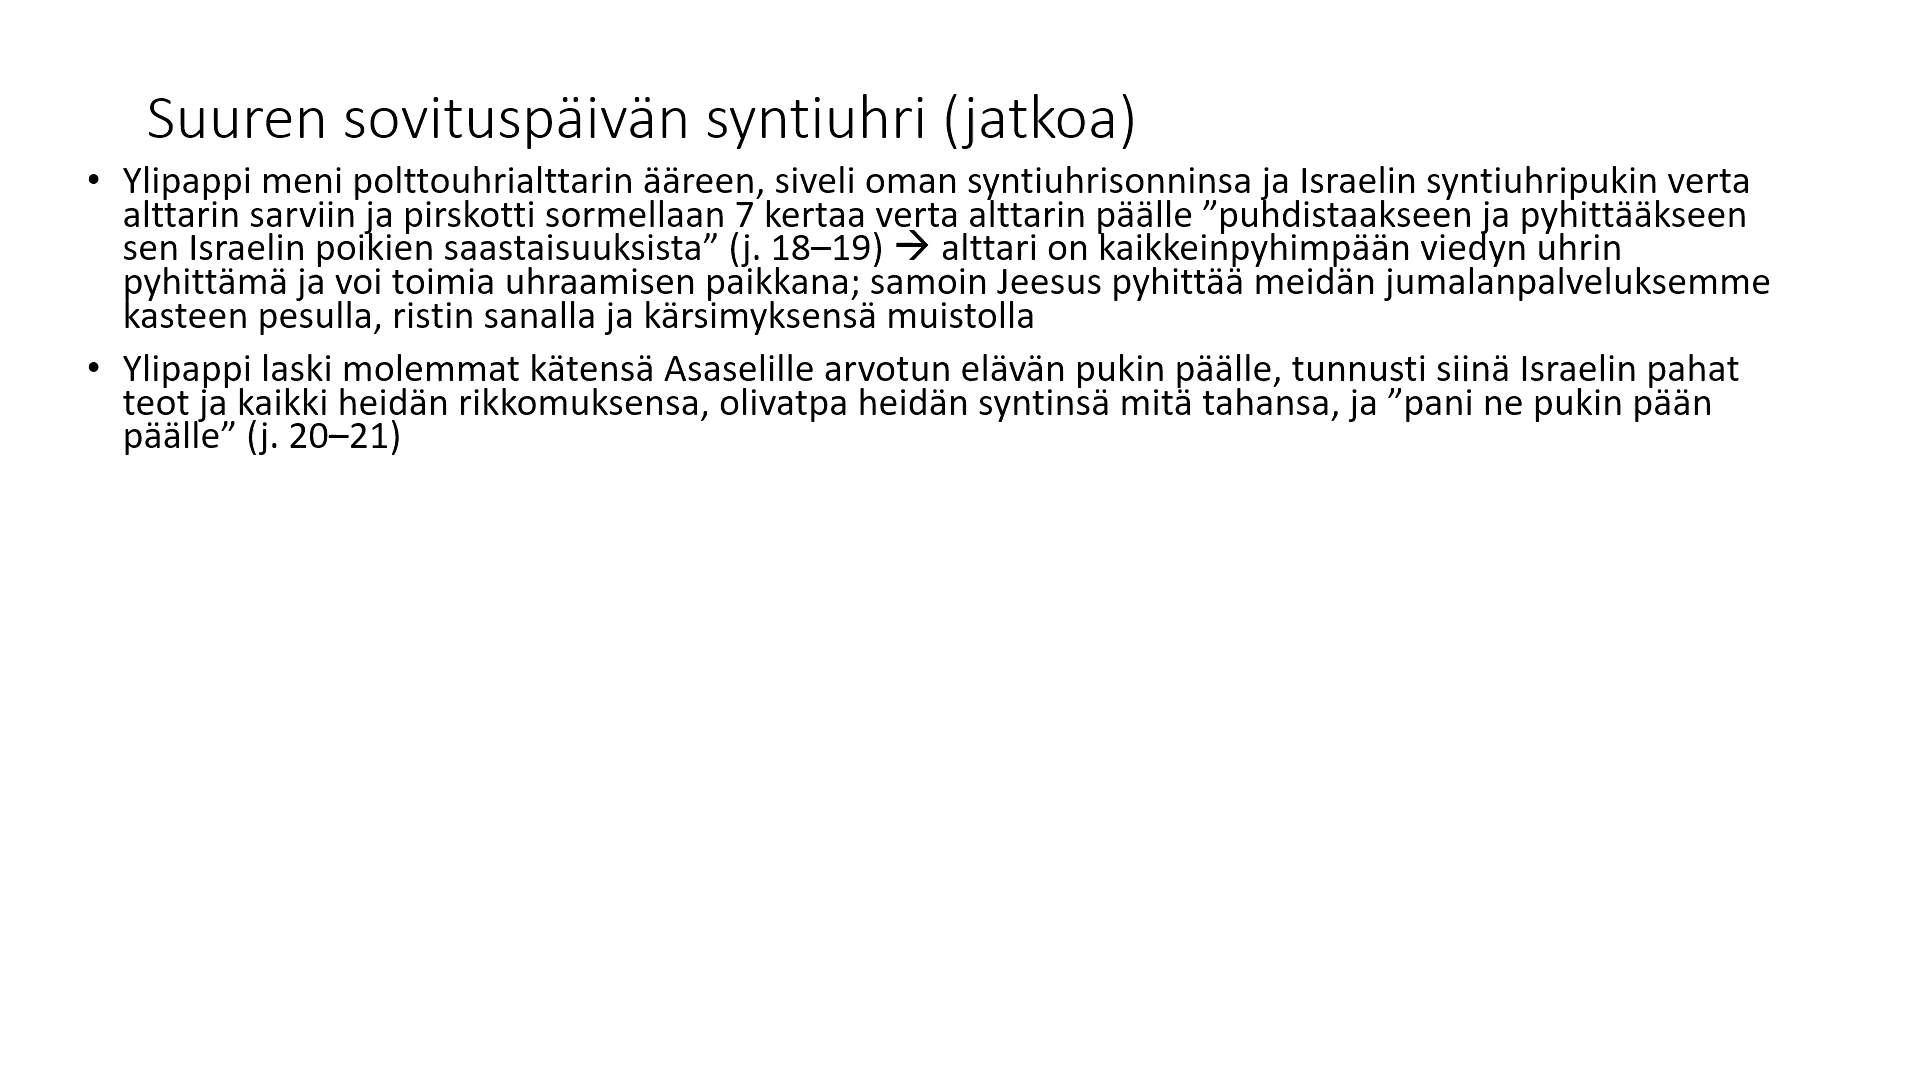 Suuren sovituspäivän syntiuhri (jatkoa)
• Ylipappi meni polttouhrialttarin ääreen, siveli oman syntiuhrisonninsa ja Israelin syntiuhripukin verta
alttarin sarviin ja pirskotti sormellaan 7 kertaa verta alttarin päälle ”puhdistaakseen ja pyhittääkseen
sen Israelin poikien saastaisuuksista” (j. 18–19) → alttari on kaikkeinpyhimpään viedyn uhrin
pyhittämä ja voi toimia uhraamisen paikkana; samoin Jeesus pyhittää meidän jumalanpalveluksemme
kasteen pesulla, ristin sanalla ja kärsimyksensä muistolla
• Ylipappi laski molemmat kätensä Asaselille arvotun elävän pukin päälle, tunnusti siinä Israelin pahat
teot ja kaikki heidän rikkomuksensa, olivatpa heidän syntinsä mitä tahansa, ja ”pani ne pukin pään
päälle” (j. 20–21)